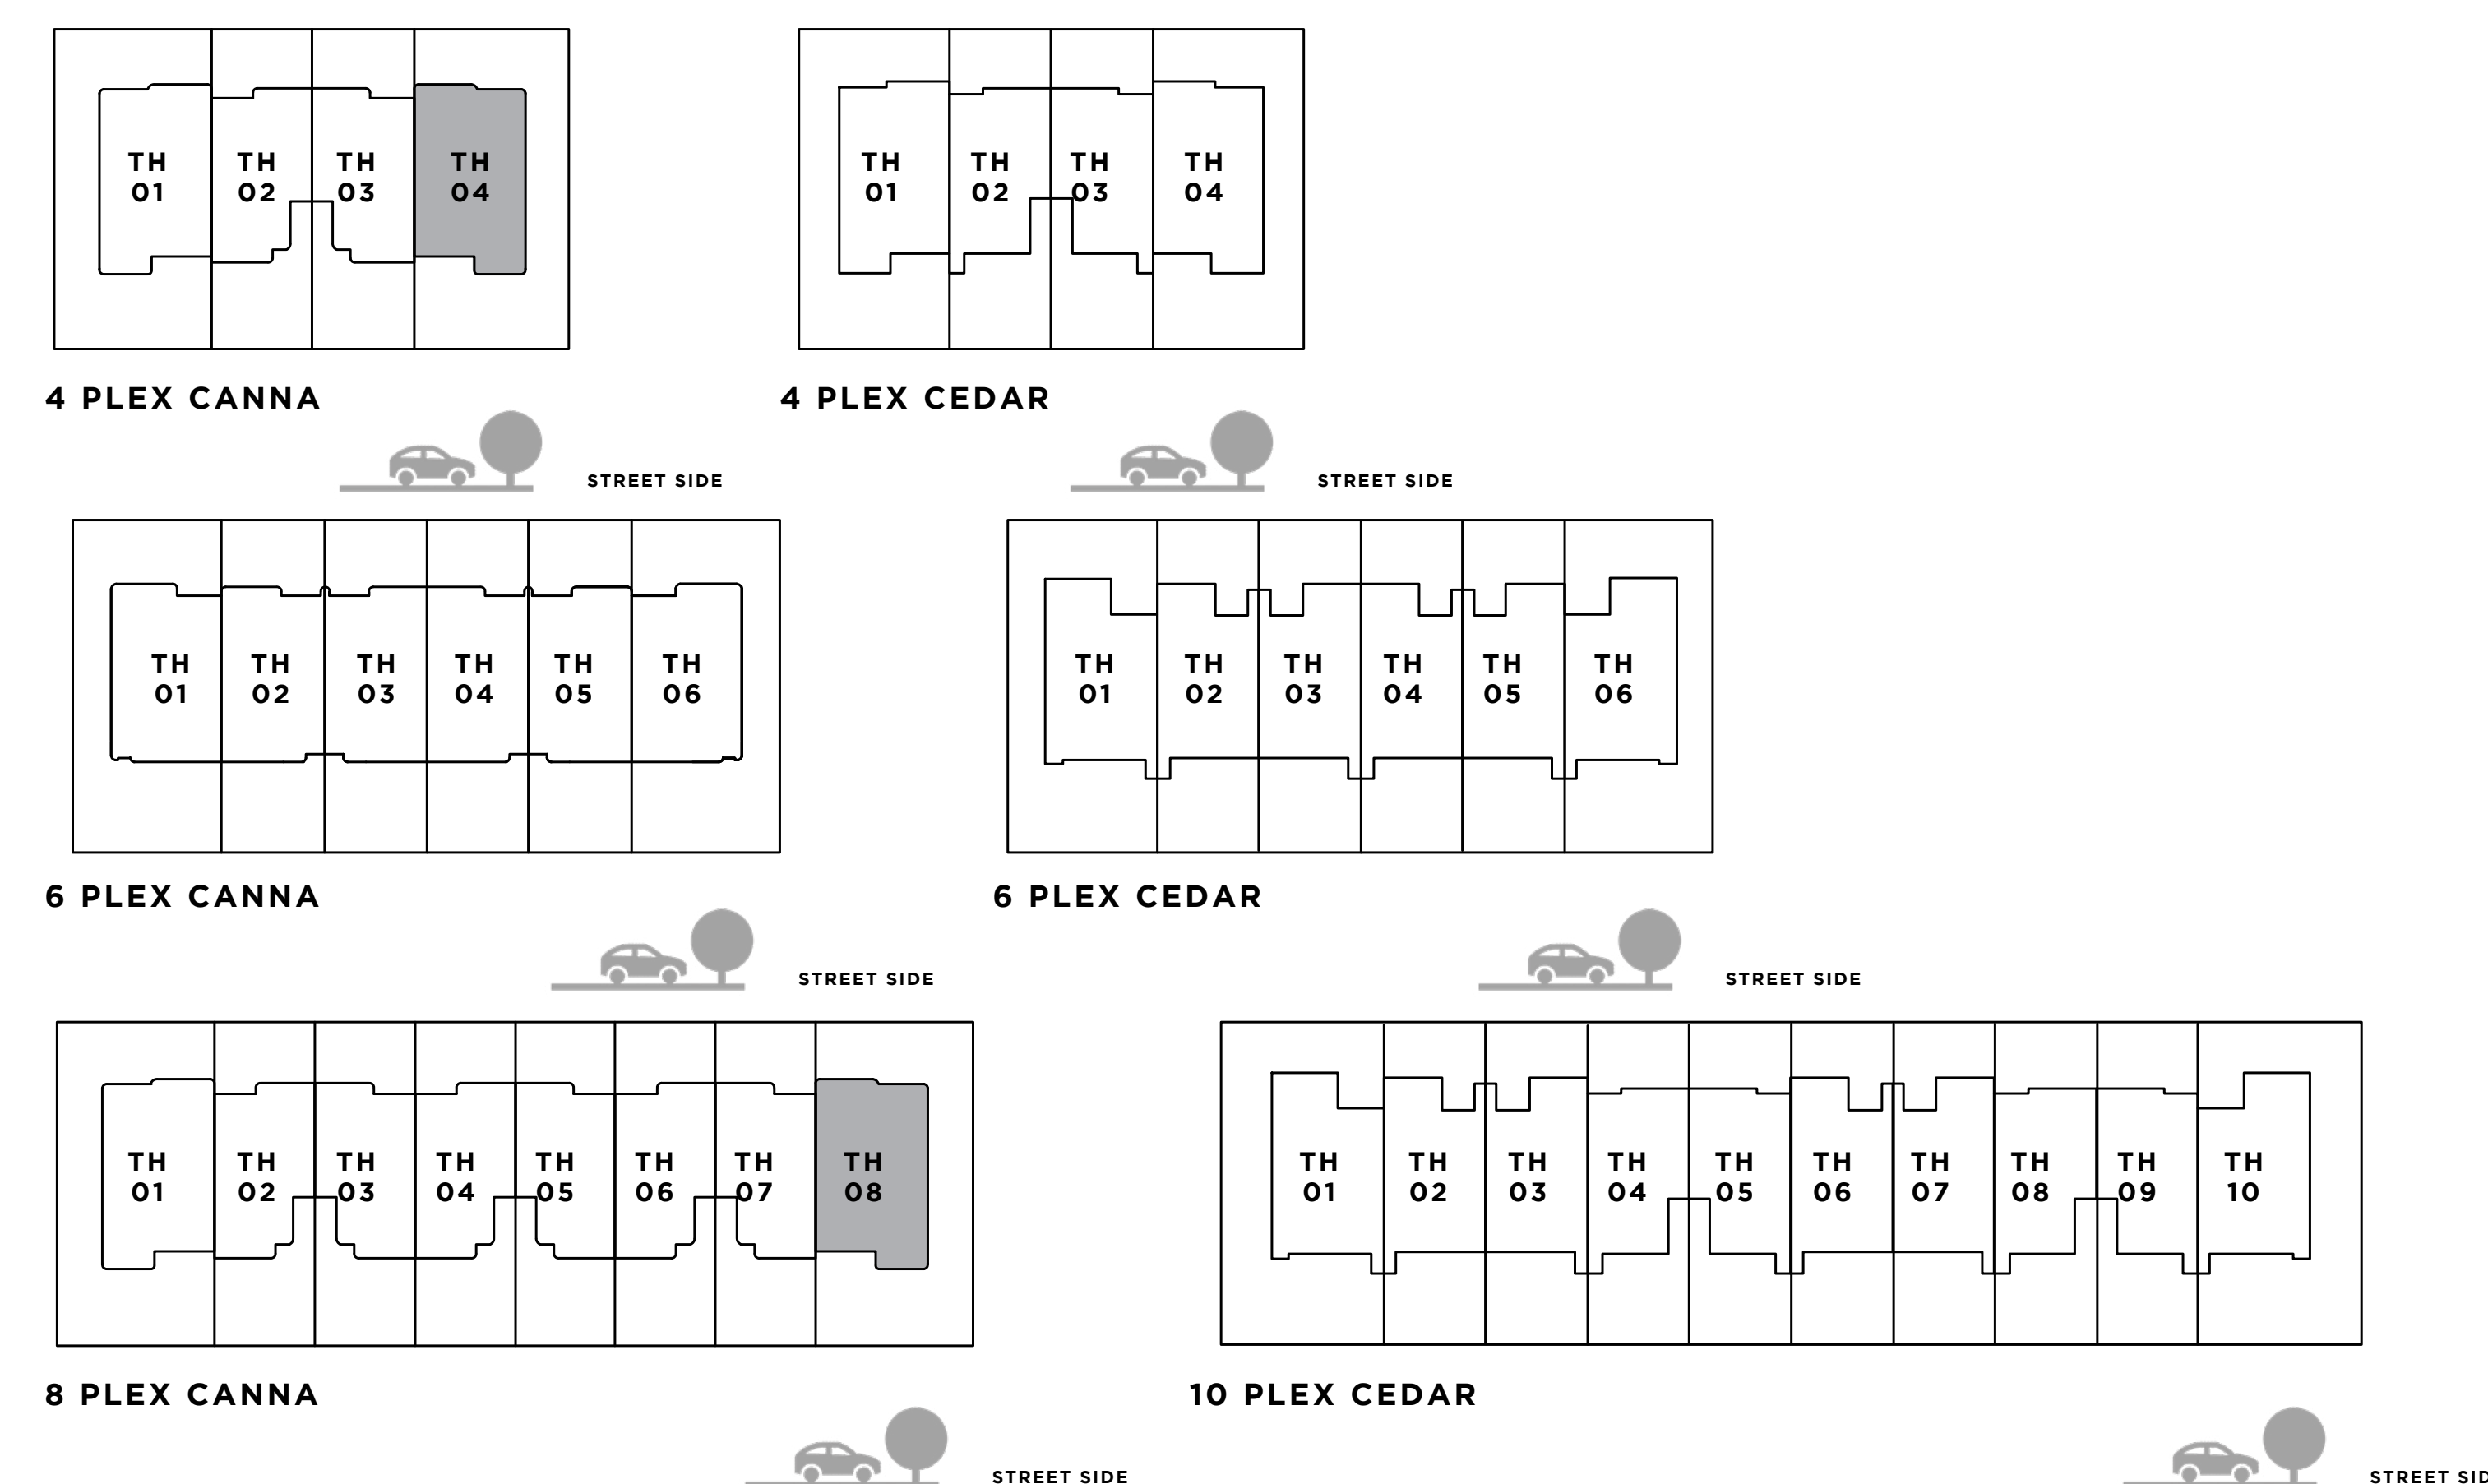 TH
01
TH
02
TH
03
TH
04
4 PLEX CANNA
STREET SIDE
TH
01
TH
02
TH
03
TH
04
4 PLEX CEDAR
STREET SIDE
TH
01
TH
02
TH
03
TH
04
TH
05
TH
06
6 PLEX CANNA
STREET SIDE
TH
01
TH
02
TH
03
TH
04
TH
05
TH
06
6 PLEX CEDAR
STREET SIDE
TH
01
TH
02
TH
03
TH
04
TH
05
TH
06
TH
07
TH
08
8 PLEX CANNA
STREET SIDE
TH
01
TH
02
TH
03
TH
04
TH
05
TH
06
TH
07
TH
08
TH
09
TH
10
10 PLEX CEDAR
STREET